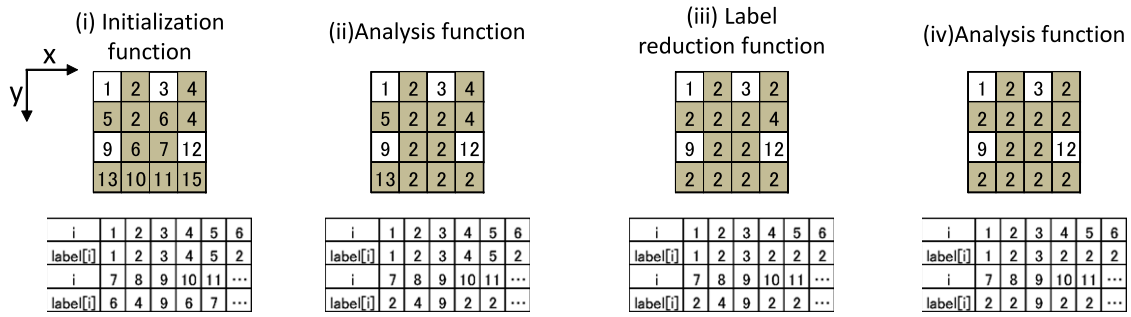 (i) Initialization
function
(ii)Analysis function
(iii) Label
reduction function
(iv)Analysis function
x
y
1 2 3 4
5 2 6 4
9 6 7 12
13 10 11 15
1 2 3 4
5 2 2 4
9 2 2 12
13 2 2 2
1 2 3 2
2 2 2 4
9 2 2 12
2 2 2 2
1 2 3 2
2 2 2 2
9 2 2 12
2 2 2 2
i 1 2 3 4 5 6
label[i] 1 2 3 4 5 2
i 7 8 9 10 11 ...
label[i] 6 4 9 6 7 ...
i 1 2 3 4 5 6
label[i] 1 2 3 4 5 2
i 7 8 9 10 11 ...
label[i] 2 4 9 2 2 ...
i 1 2 3 4 5 6
label[i] 1 2 3 2 2 2
i 7 8 9 10 11 ...
label[i] 2 4 9 2 2 ...
i 1 2 3 4 5 6
label[i] 1 2 3 2 2 2
i 7 8 9 10 11 ...
label[i] 2 2 9 2 2 ...